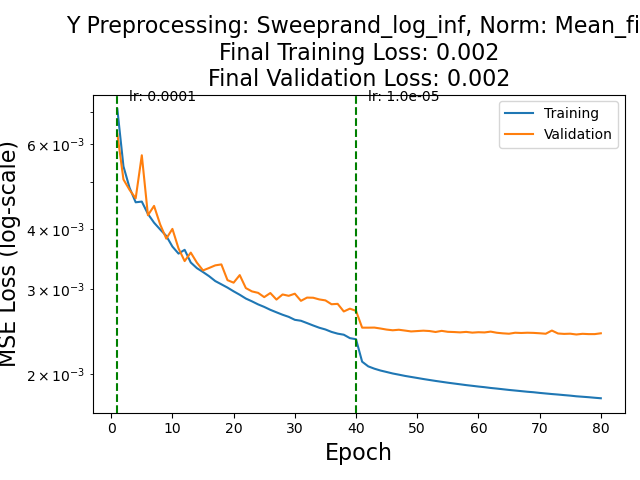 Y Preprocessing: Sweeprand_log_inf, Norm: Mean_fi
Final Training Loss: 0.002
Final Validation Loss: 0.002
lr: 0.0001
lr: 1.0e-05
Training
Validation
6 × 10⁻³
4 × 10⁻³
3 × 10⁻³
2 × 10⁻³
MSE Loss (log-scale)
0 10 20 30 40 50 60 70 80
Epoch